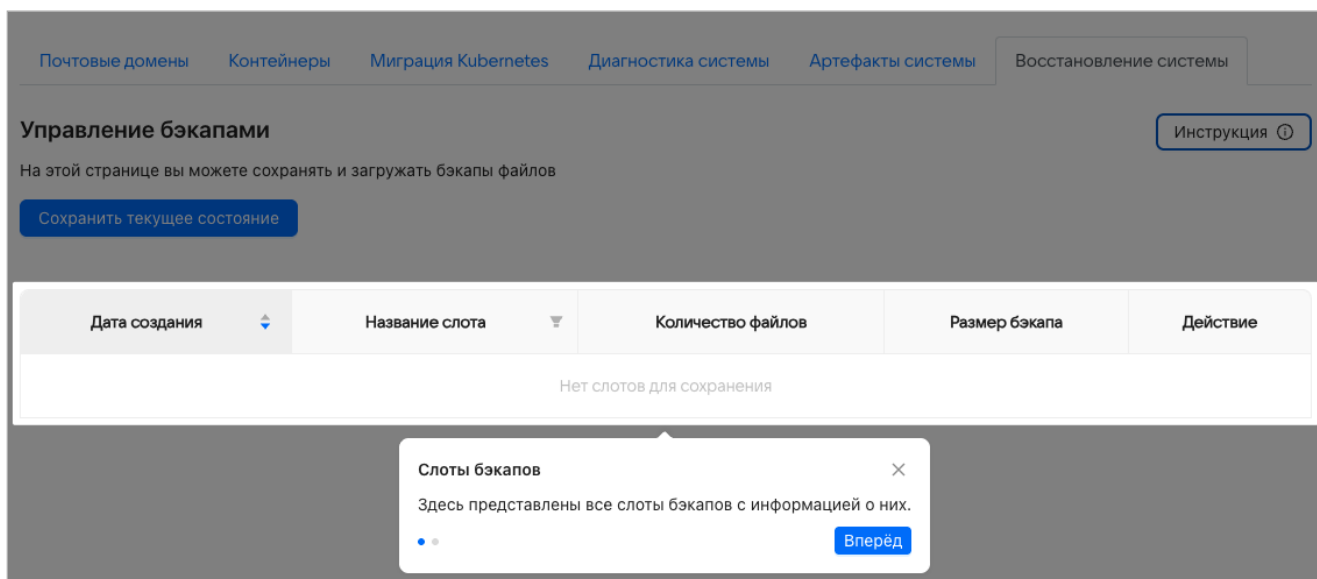 Почтовые домены Контейнеры Миграция Kubernetes Диагностика системы Артефакты системы Восстановление системы
Управление бэкапами
Инструкция
На этой странице вы можете сохранять и загружать бэкапы файлов
Сохранить текущее состояние
Дата создания Название слота Количество файлов Размер бэкапа Действие
Нет слотов для сохранения
Слоты бэкапов
Здесь представлены все слоты бэкапов с информацией о них.
Вперёд